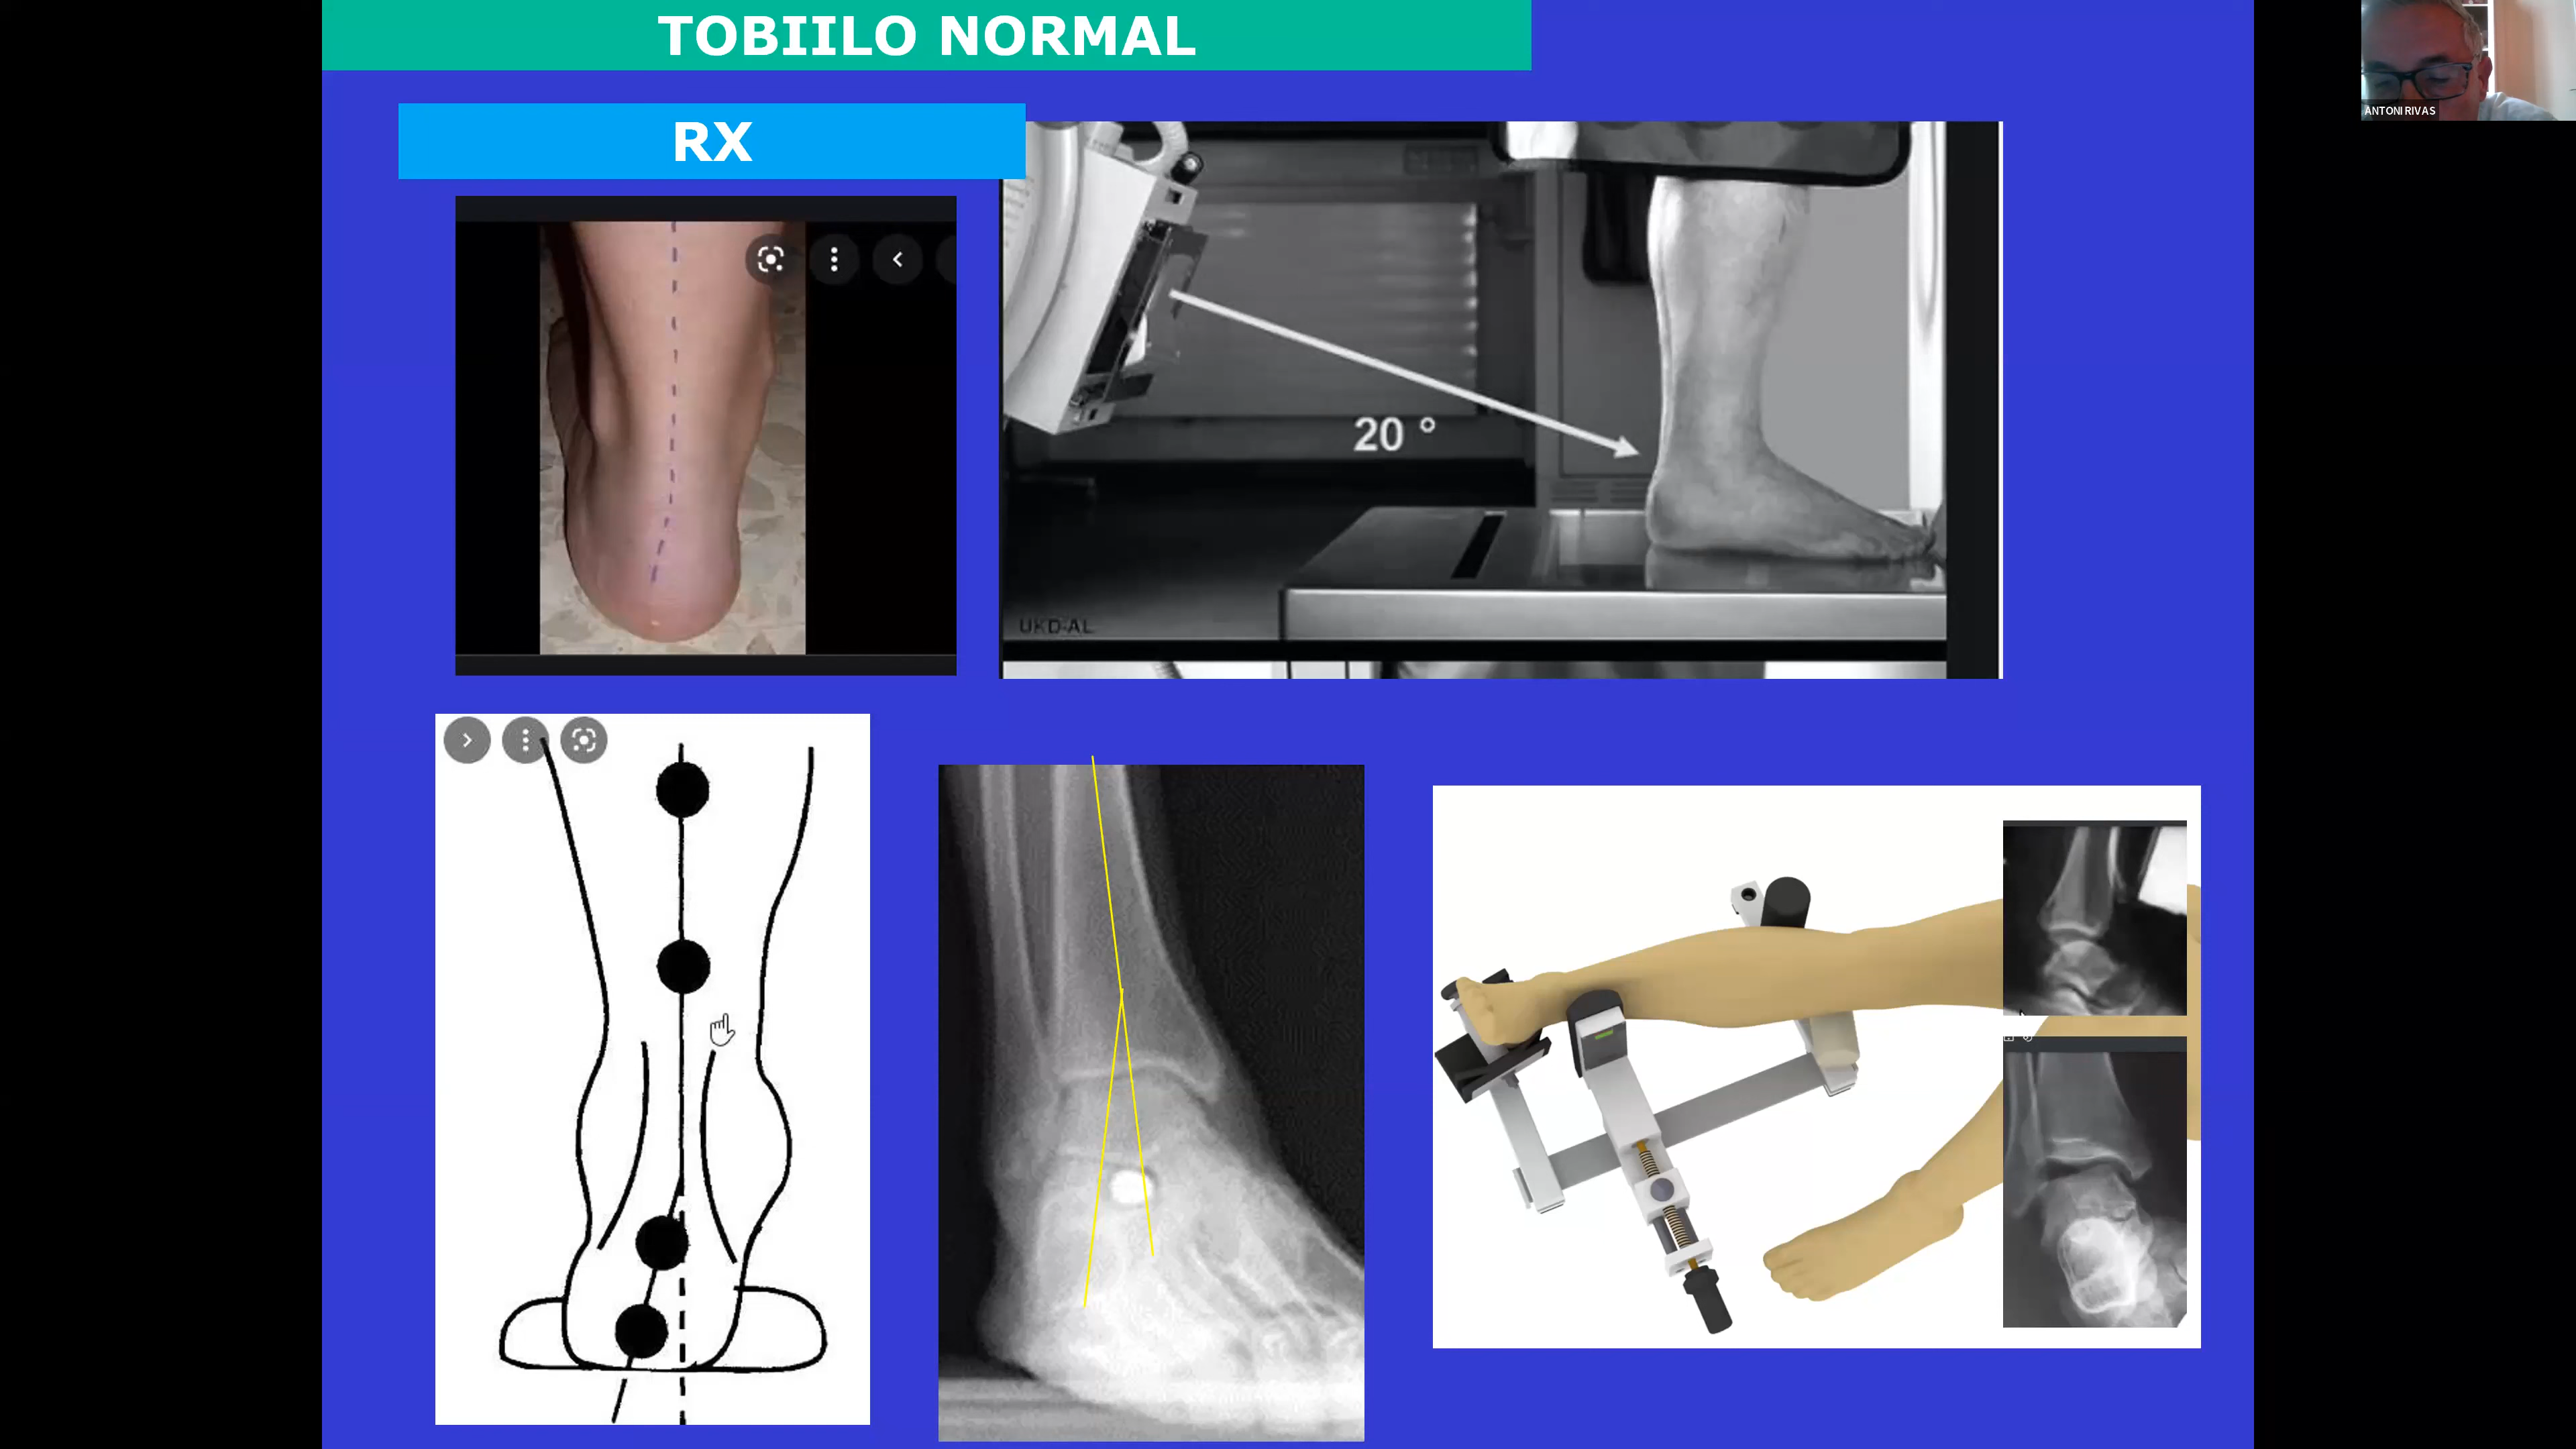 TOBIILO NORMAL
ANTONI RIVAS
RX
20 °
UKD-AL